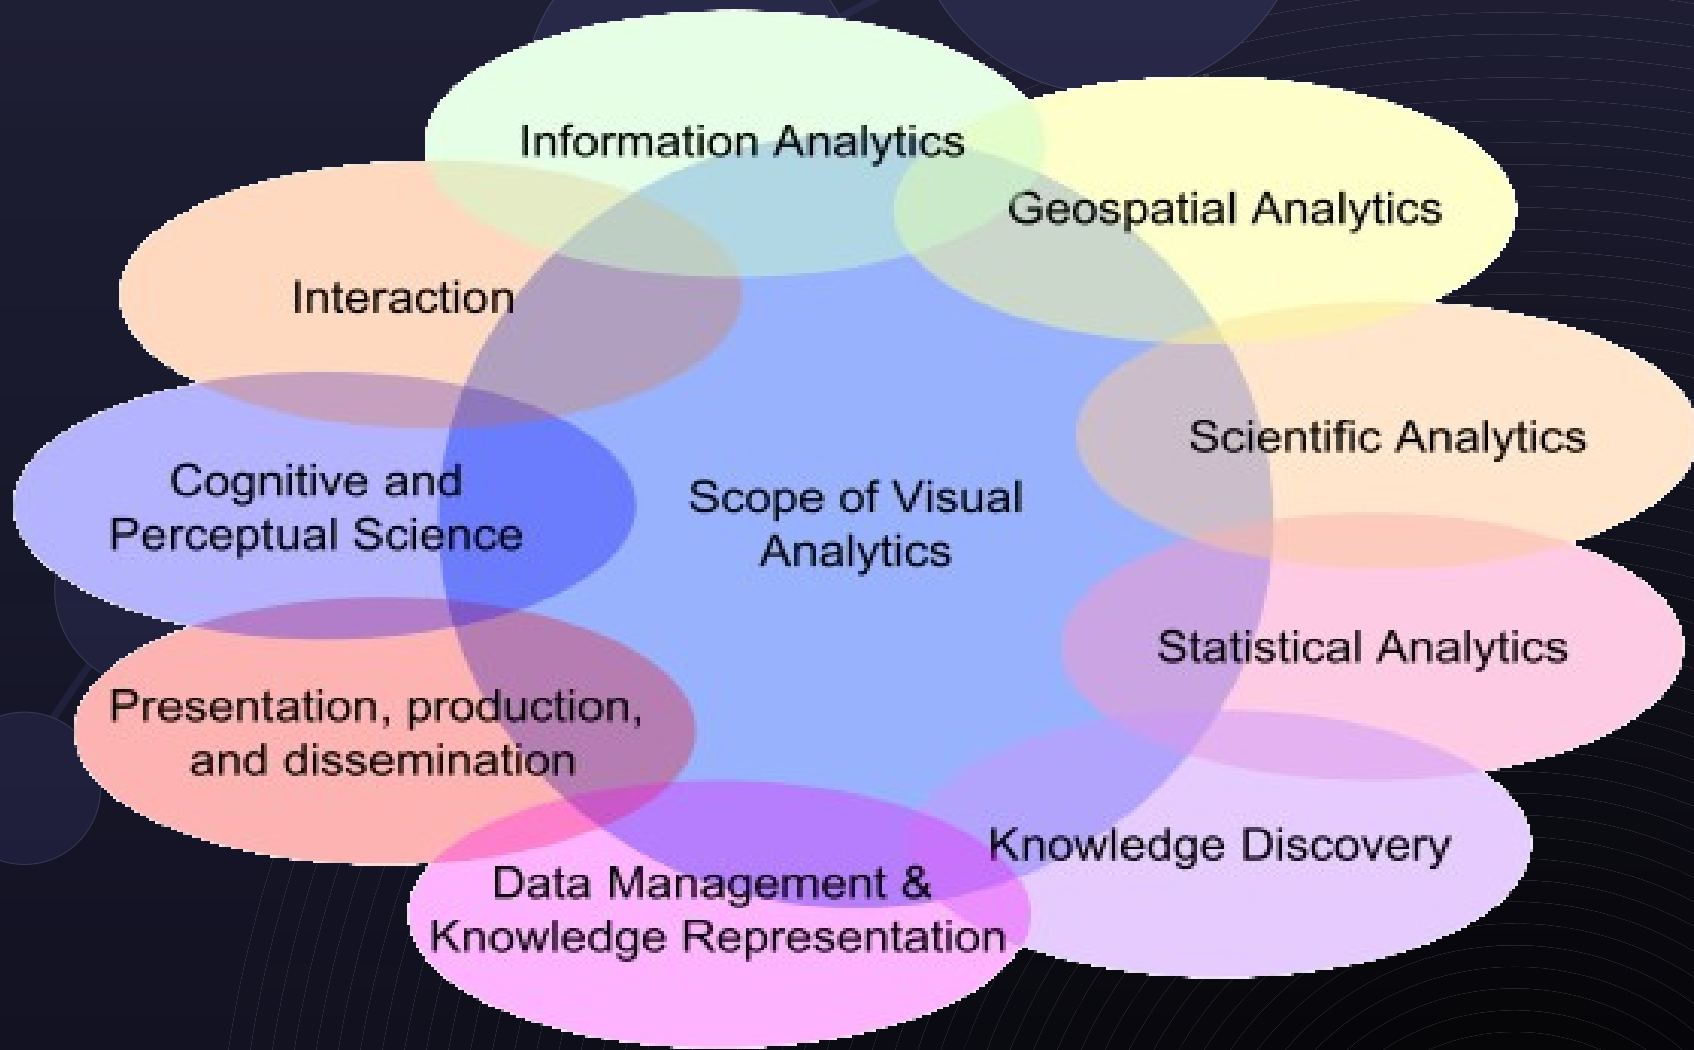 Information Analytics
Geospatial Analytics
Interaction
Scientific Analytics
Cognitive and
Perceptual Science
Scope of Visual
Analytics
Statistical Analytics
Presentation, production,
and dissemination
Knowledge Discovery
Data Management &
Knowledge Representation